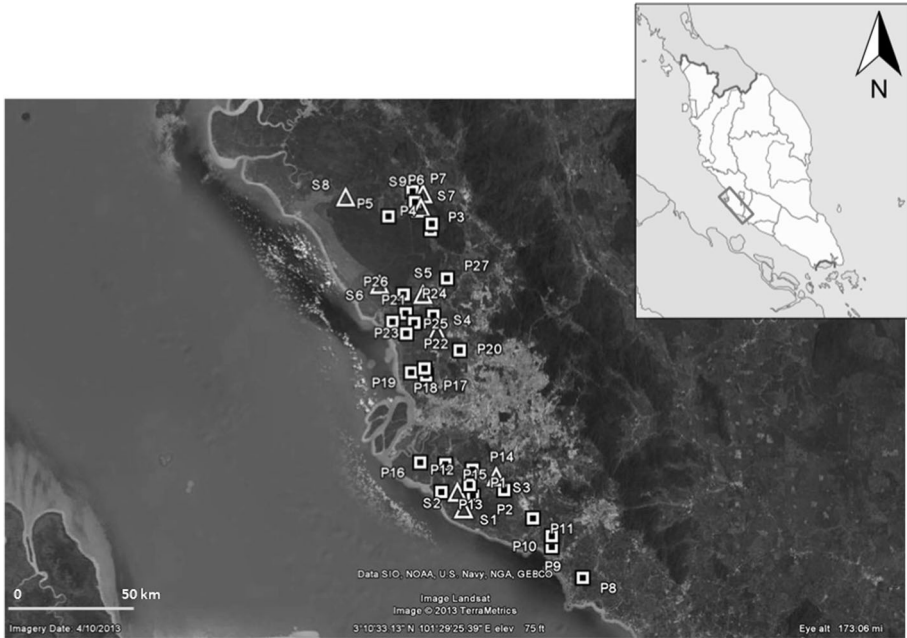 N
S8
S9
P6
P7
S7
P5
P4
P3
P27
P26
S5
S6
P21
P24
P25
S4
P23
P22
P20
P19
P18
P17
P14
P16
P12
P15
P1
S3
S2
P13
P2
S1
P11
P10
P9
P8
Data SIO, NOAA, U.S. Navy, NGA, GEBCO
0 50 km
Image Landsat
Image © 2013 TerraMetrics
Imagery Date: 4/10/2013 3°10'33.13" N 101°29'25.39" E elev 75 ft Eye alt 173.06 mi